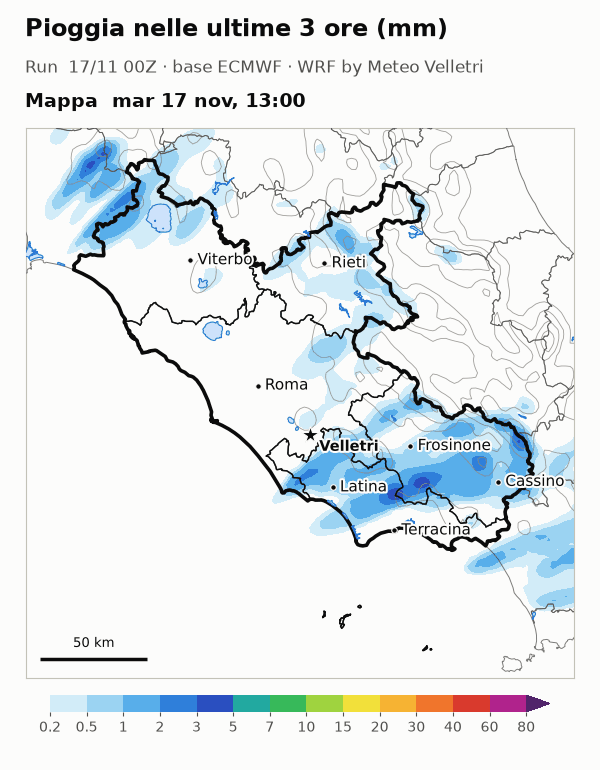 Pioggia nelle ultime 3 ore (mm)
Run  17/11 00Z · base ECMWF · WRF by Meteo Velletri
Mappa  mar 17 nov, 13:00
Viterbo
Rieti
Roma
Velletri
Frosinone
Latina
Cassino
Terracina
50 km
0.2 0.5 1 2 3 5 7 10 15 20 30 40 60 80